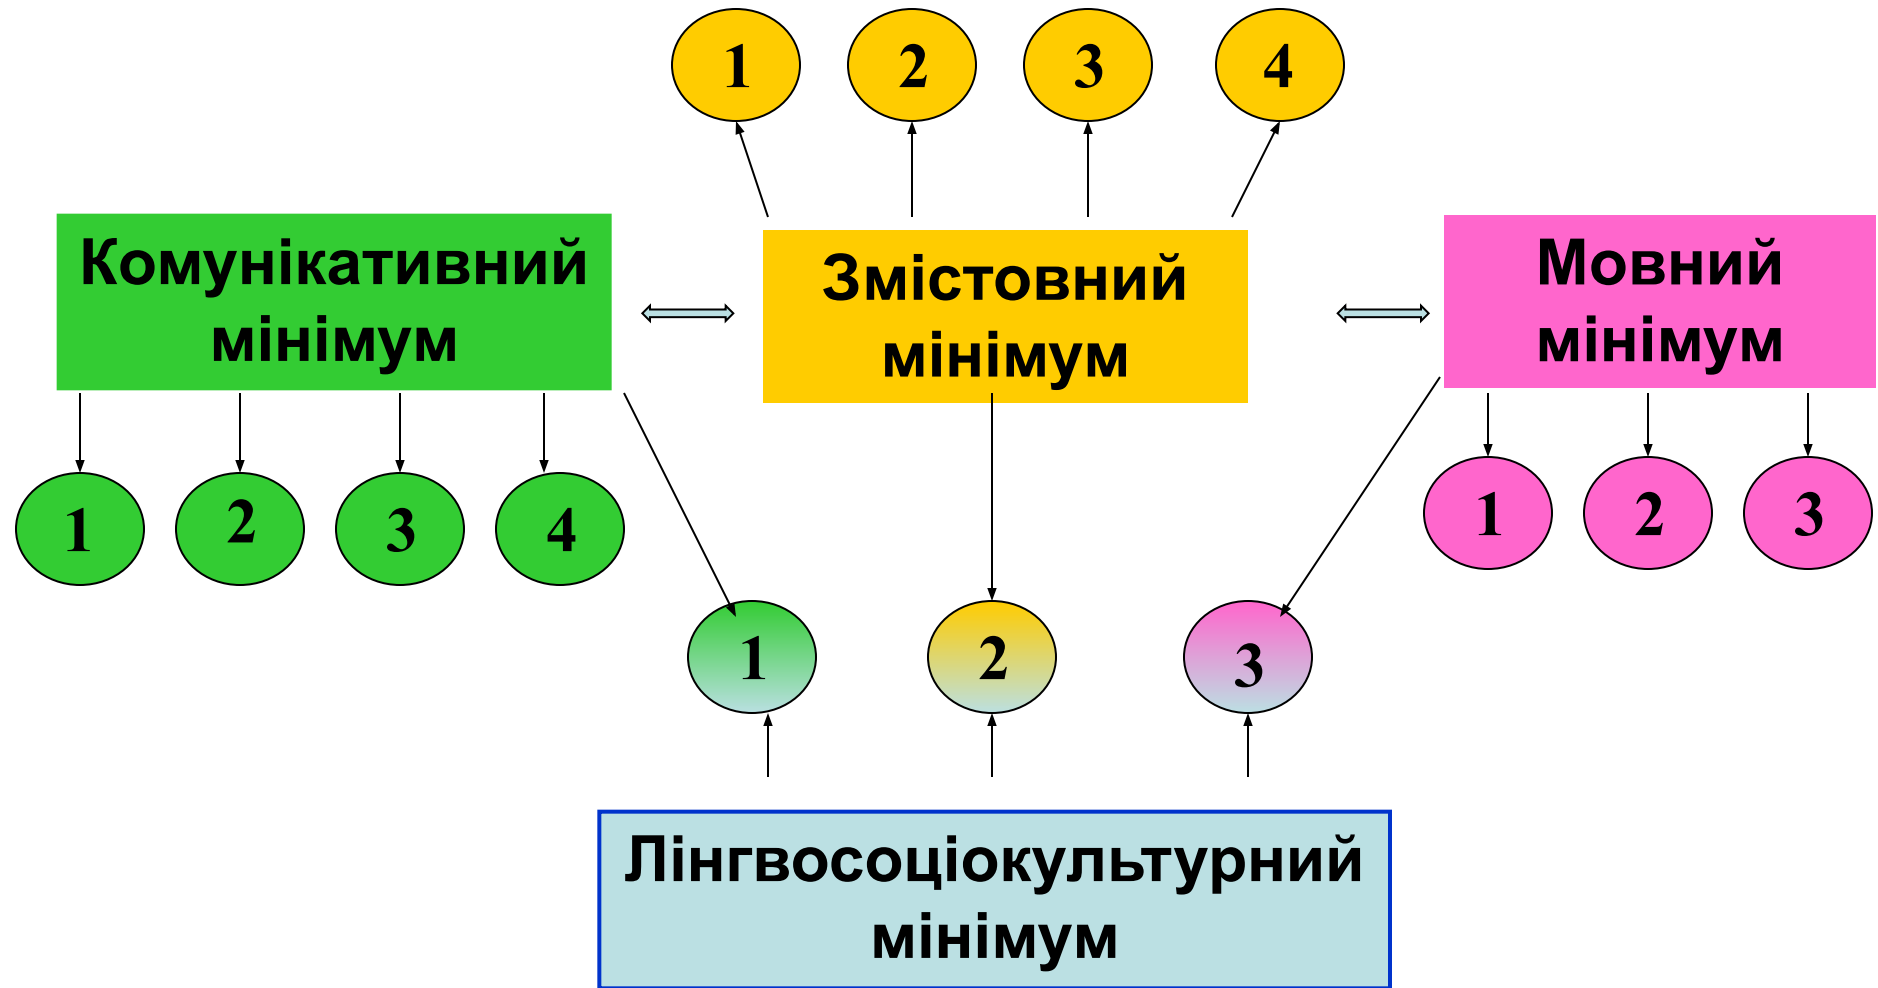 1 2 3 4
Комунікативний
мінімум
Змістовний
мінімум
Мовний
мінімум
1 2 3 4
1 2 3
1 2 3
Лінгвосоціокультурний
мінімум